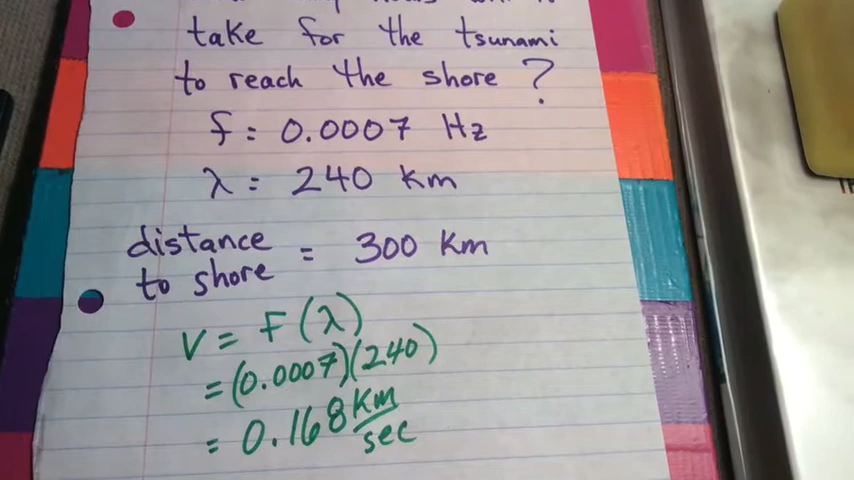 take for the tsunami
to reach the shore ?
f = 0.0007 Hz
λ = 240 km
distance
to shore = 300 km
V = F(λ)
= (0.0007)(240)
= 0.168 km/sec